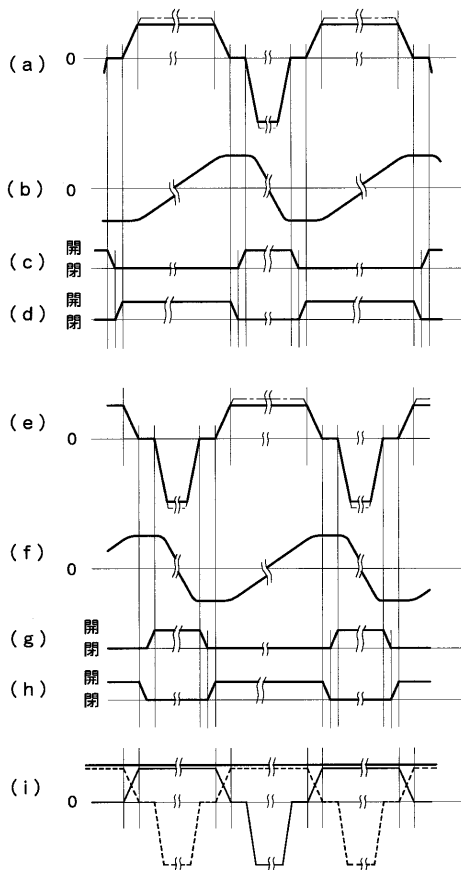 (a) 0
(b) 0
(c) 開
閉
(d) 開
閉
(e) 0
(f) 0
(g) 開
閉
(h) 開
閉
(i) 0